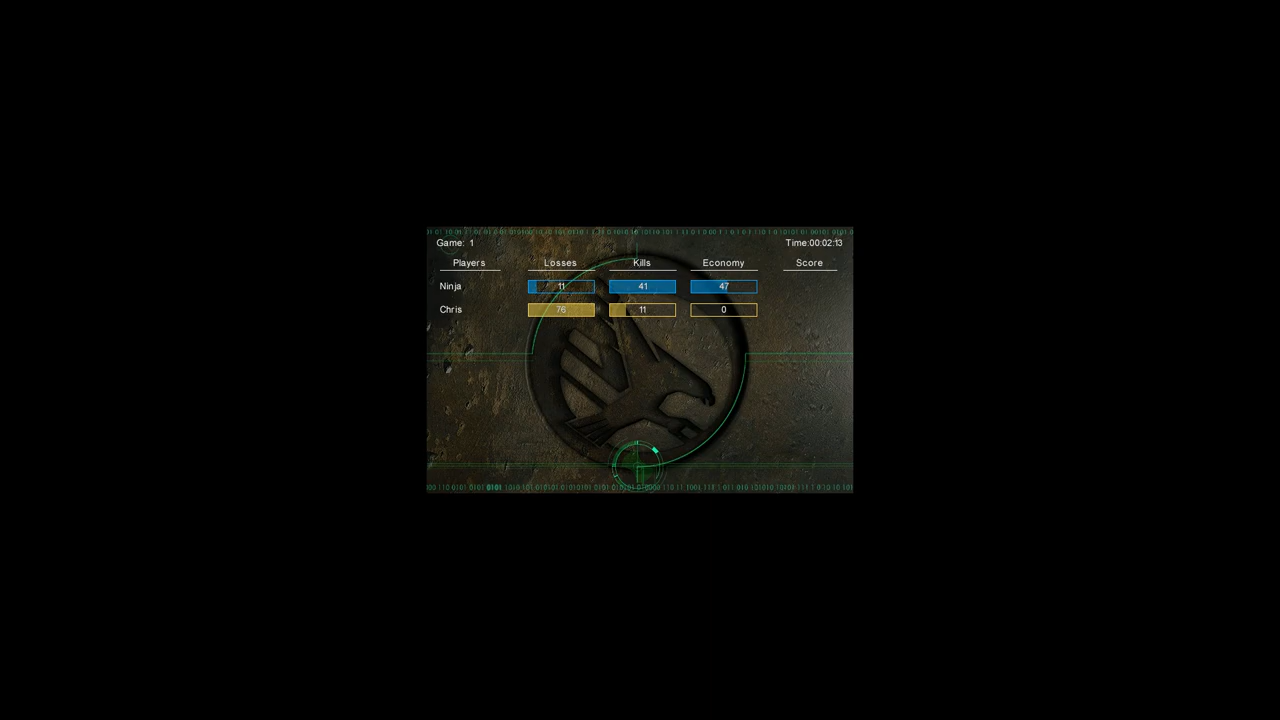 Game: 1 Time:00:02:13
Players Losses Kills Economy Score
Ninja 11 41 47
Chris 76 11 0
0101